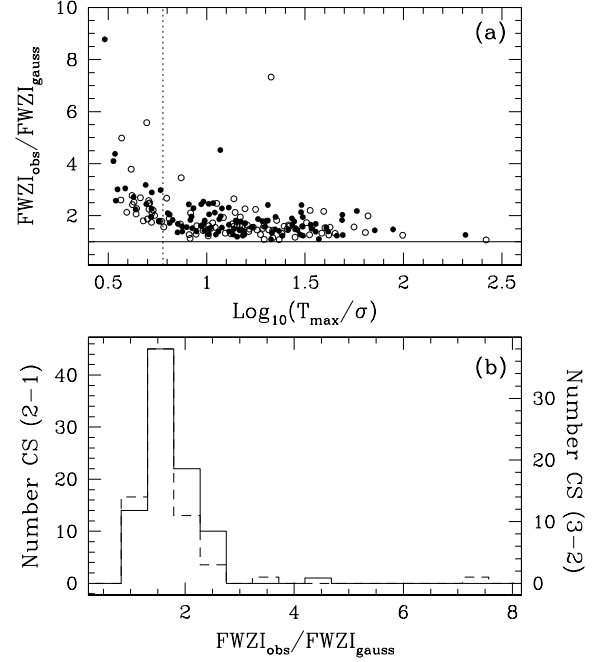 10
8
6
4
2
(a)
FWZI_obs/FWZI_gauss
0.5 1 1.5 2 2.5
Log_10(T_max/σ)
40
30
20
10
0
(b)
30
20
10
0
Number CS (2−1)
Number CS (3−2)
2 4 6 8
FWZI_obs/FWZI_gauss